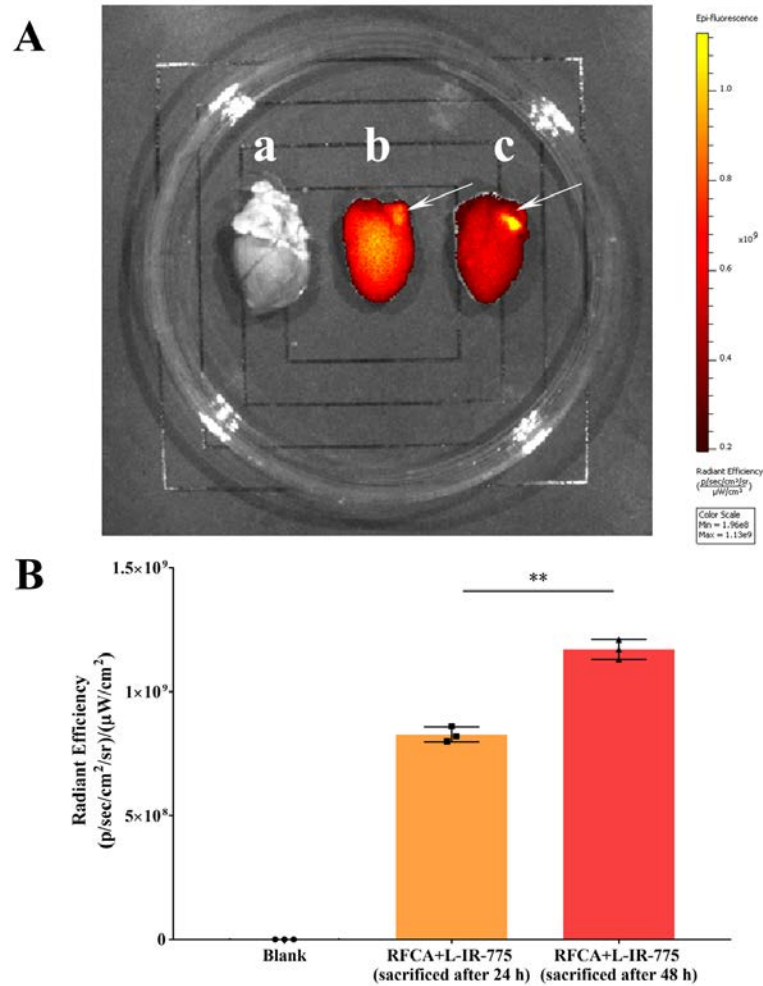 A
a b c
Epi-fluorescence
1.0
0.8
×10⁹
0.6
0.4
0.2
Radiant Efficiency
(p/sec/cm²/sr / µW/cm²)
Color Scale
Min = 1.96e8
Max = 1.13e9
B
Radiant Efficiency
(p/sec/cm²/sr)/(µW/cm²)
1.5×10⁹
1×10⁹
5×10⁸
0
**
Blank
RFCA+L-IR-775
(sacrificed after 24 h)
RFCA+L-IR-775
(sacrificed after 48 h)